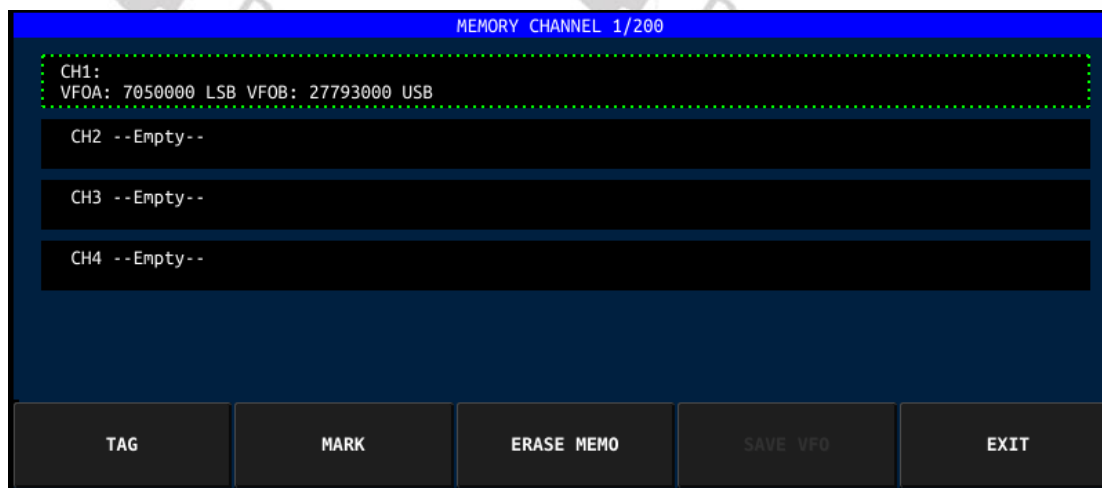 MEMORY CHANNEL 1/200
CH1:
VFOA: 7050000 LSB VFOB: 27793000 USB
CH2 --Empty--
CH3 --Empty--
CH4 --Empty--
TAG MARK ERASE MEMO SAVE VFO EXIT